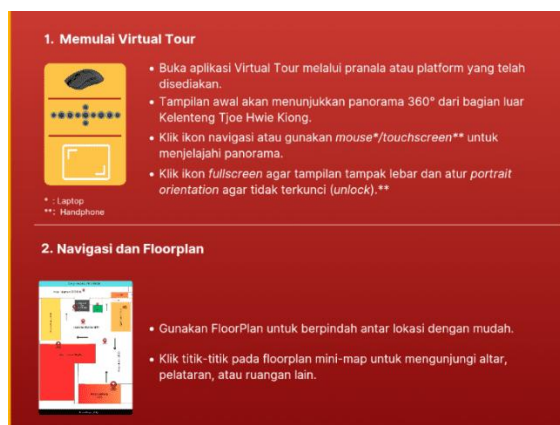 1. Memulai Virtual Tour
• Buka aplikasi Virtual Tour melalui pranala atau platform yang telah
disediakan.
• Tampilan awal akan menunjukkan panorama 360° dari bagian luar
Kelenteng Tjoe Hwie Kiong.
• Klik ikon navigasi atau gunakan mouse*/touchscreen** untuk
menjelajahi panorama.
• Klik ikon fullscreen agar tampilan tampak lebar dan atur portrait
orientation agar tidak terkunci (unlock).**
* : Laptop
**: Handphone
2. Navigasi dan Floorplan
• Gunakan FloorPlan untuk berpindah antar lokasi dengan mudah.
• Klik titik-titik pada floorplan mini-map untuk mengunjungi altar,
pelataran, atau ruangan lain.